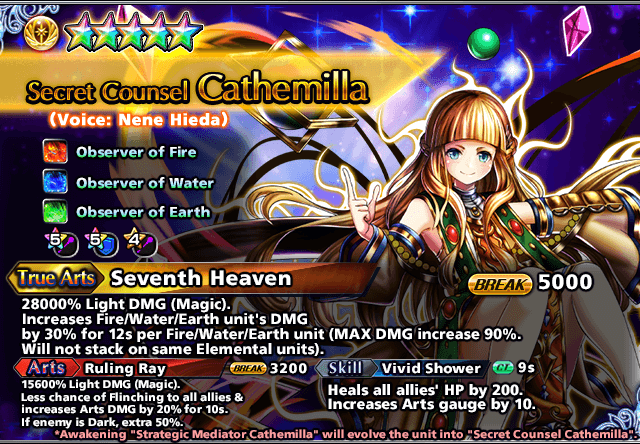 Secret Counsel Cathemilla
(Voice: Nene Hieda)
Observer of Fire
Observer of Water
Observer of Earth
5 5 4
True Arts Seventh Heaven BREAK 5000
28000% Light DMG (Magic).
Increases Fire/Water/Earth unit's DMG
by 30% for 12s per Fire/Water/Earth unit (MAX DMG increase 90%.
Will not stack on same Elemental units).
Arts Ruling Ray BREAK 3200
15600% Light DMG (Magic).
Less chance of Flinching to all allies &
increases Arts DMG by 20% for 10s.
If enemy is Dark, extra 50%.
Skill Vivid Shower CT 9s
Heals all allies' HP by 200.
Increases Arts gauge by 10.
*Awakening "Strategic Mediator Cathemilla" will evolve the unit into "Secret Counsel Cathemilla".